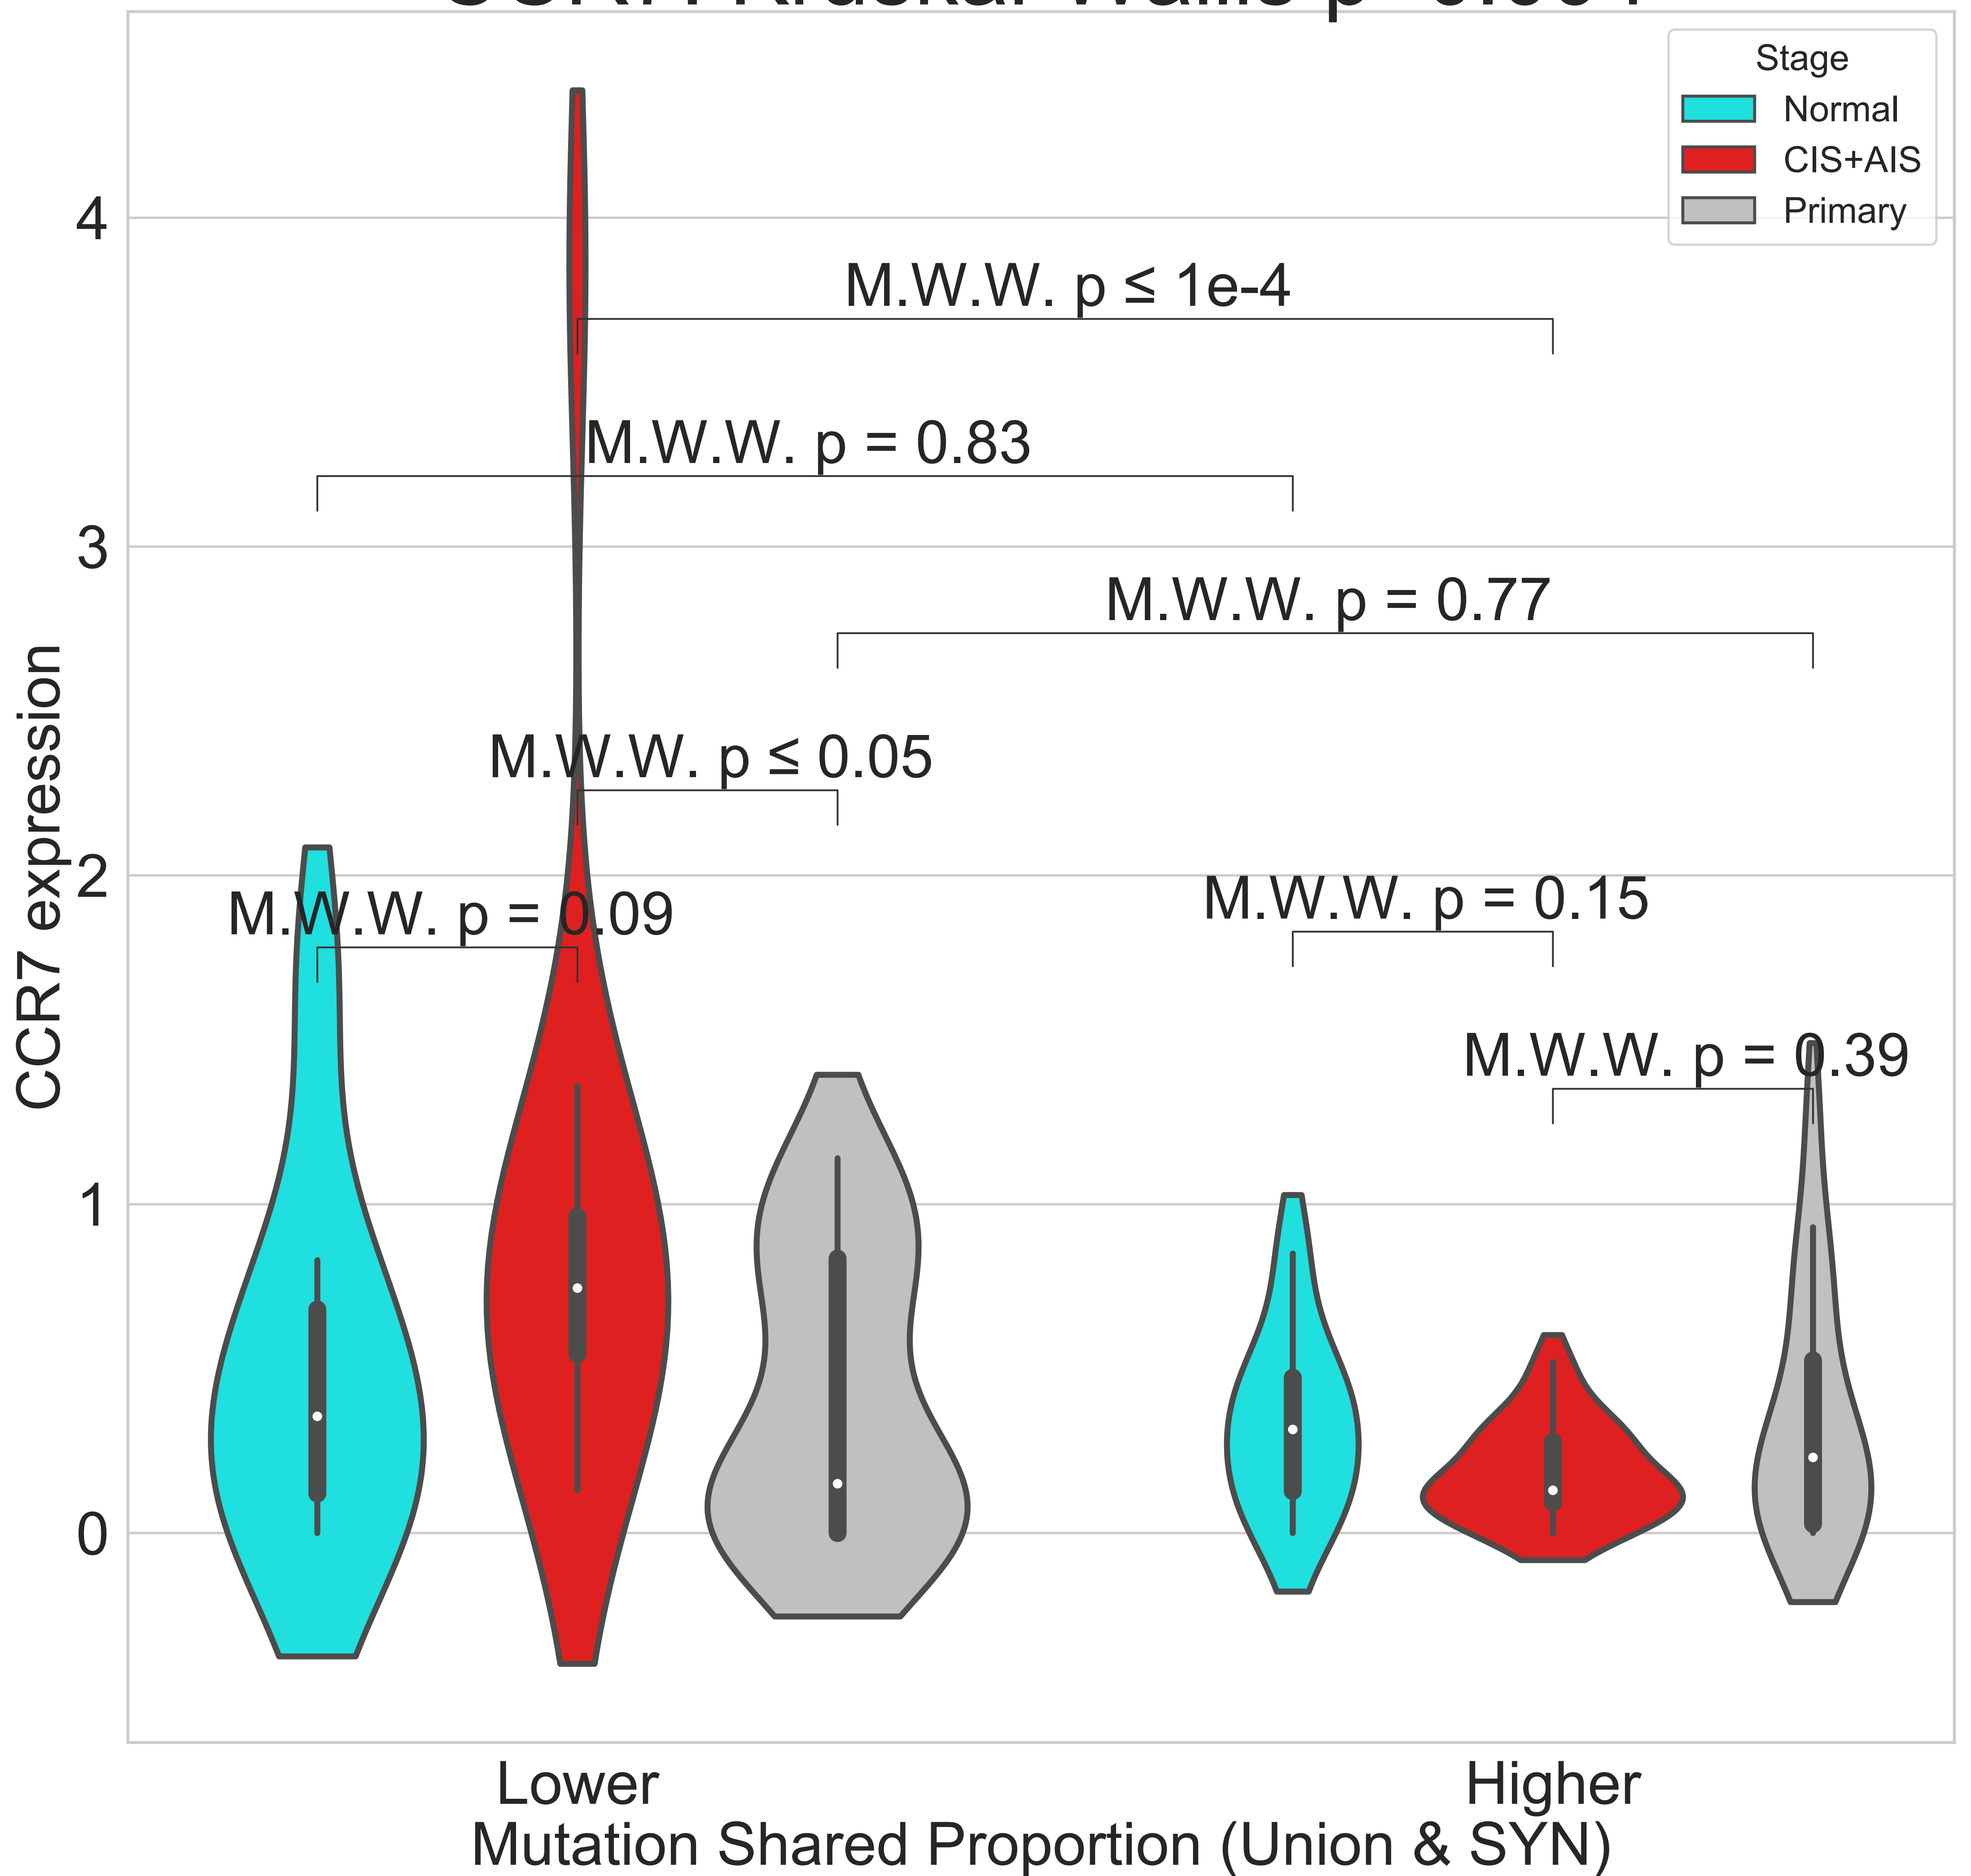 Stage
Normal
CIS+AIS
Primary
4
M.W.W. p ≤ 1e-4
M.W.W. p = 0.83
3
M.W.W. p = 0.77
M.W.W. p ≤ 0.05
2
M.W.W. p = 0.09
M.W.W. p = 0.15
CCR7 expression
M.W.W. p = 0.39
1
0
Lower
Higher
Mutation Shared Proportion (Union & SYN)